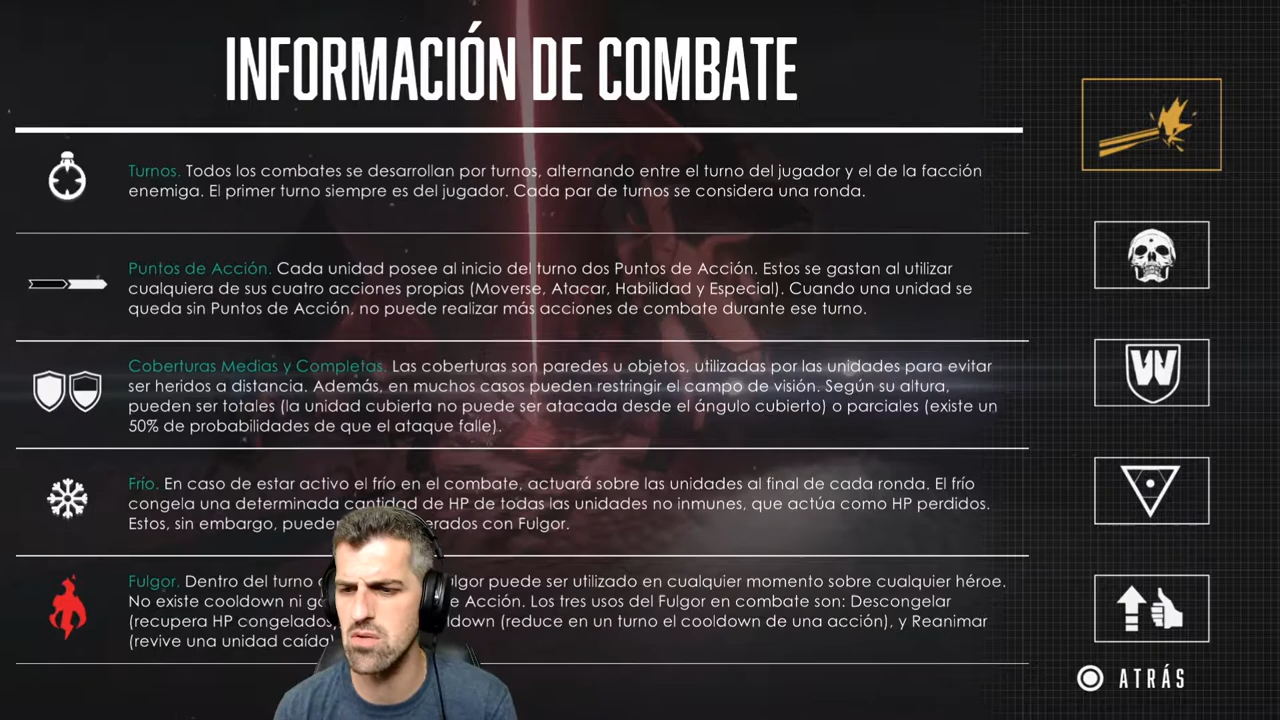 INFORMACIÓN DE COMBATE
Turnos. Todos los combates se desarrollan por turnos, alternando entre el turno del jugador y el de la facción
enemiga. El primer turno siempre es del jugador. Cada par de turnos se considera una ronda.
Puntos de Acción. Cada unidad posee al inicio del turno dos Puntos de Acción. Estos se gastan al utilizar
cualquiera de sus cuatro acciones propias (Moverse, Atacar, Habilidad y Especial). Cuando una unidad se
queda sin Puntos de Acción, no puede realizar más acciones de combate durante ese turno.
Coberturas Medias y Completas. Las coberturas son paredes u objetos, utilizadas por las unidades para evitar
ser heridos a distancia. Además, en muchos casos pueden restringir el campo de visión. Según su altura,
pueden ser totales (la unidad cubierta no puede ser atacada desde el ángulo cubierto) o parciales (existe un
50% de probabilidades de que el ataque falle).
Frío. En caso de estar activo el frío en el combate, actuará sobre las unidades al final de cada ronda. El frío
congela una determinada cantidad de HP de todas las unidades no inmunes, que actúa como HP perdidos.
Estos, sin embargo, pueden con Fulgor.
Fulgor. Dentro del turno puede ser utilizado en cualquier momento sobre cualquier héroe.
No existe cooldown ni Acción. Los tres usos del Fulgor en combate son: Descongelar
(recupera HP congelados, (reduce en un turno el cooldown de una acción), y Reanimar
(revive una unidad caída)
W
ATRÁS